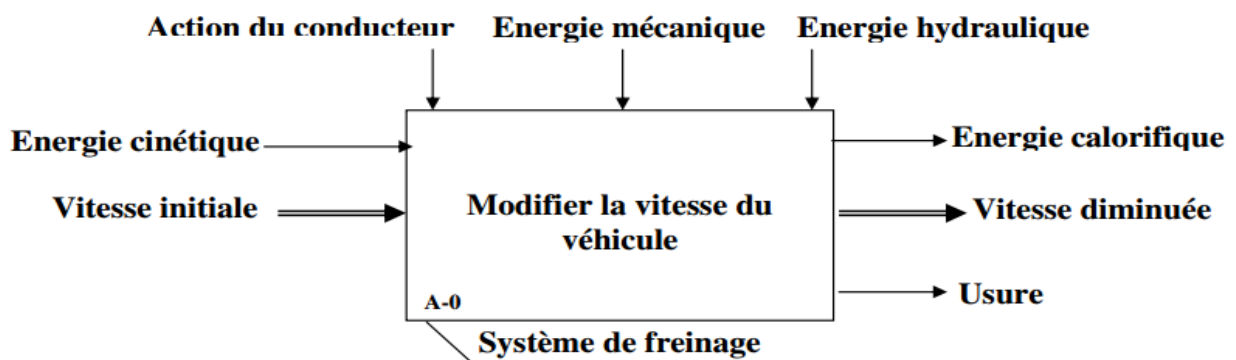 Action du conducteur Energie mécanique Energie hydraulique
Energie cinétique
Energie calorifique
Vitesse initiale
Modifier la vitesse du
véhicule
Vitesse diminuée
Usure
A-0
Système de freinage